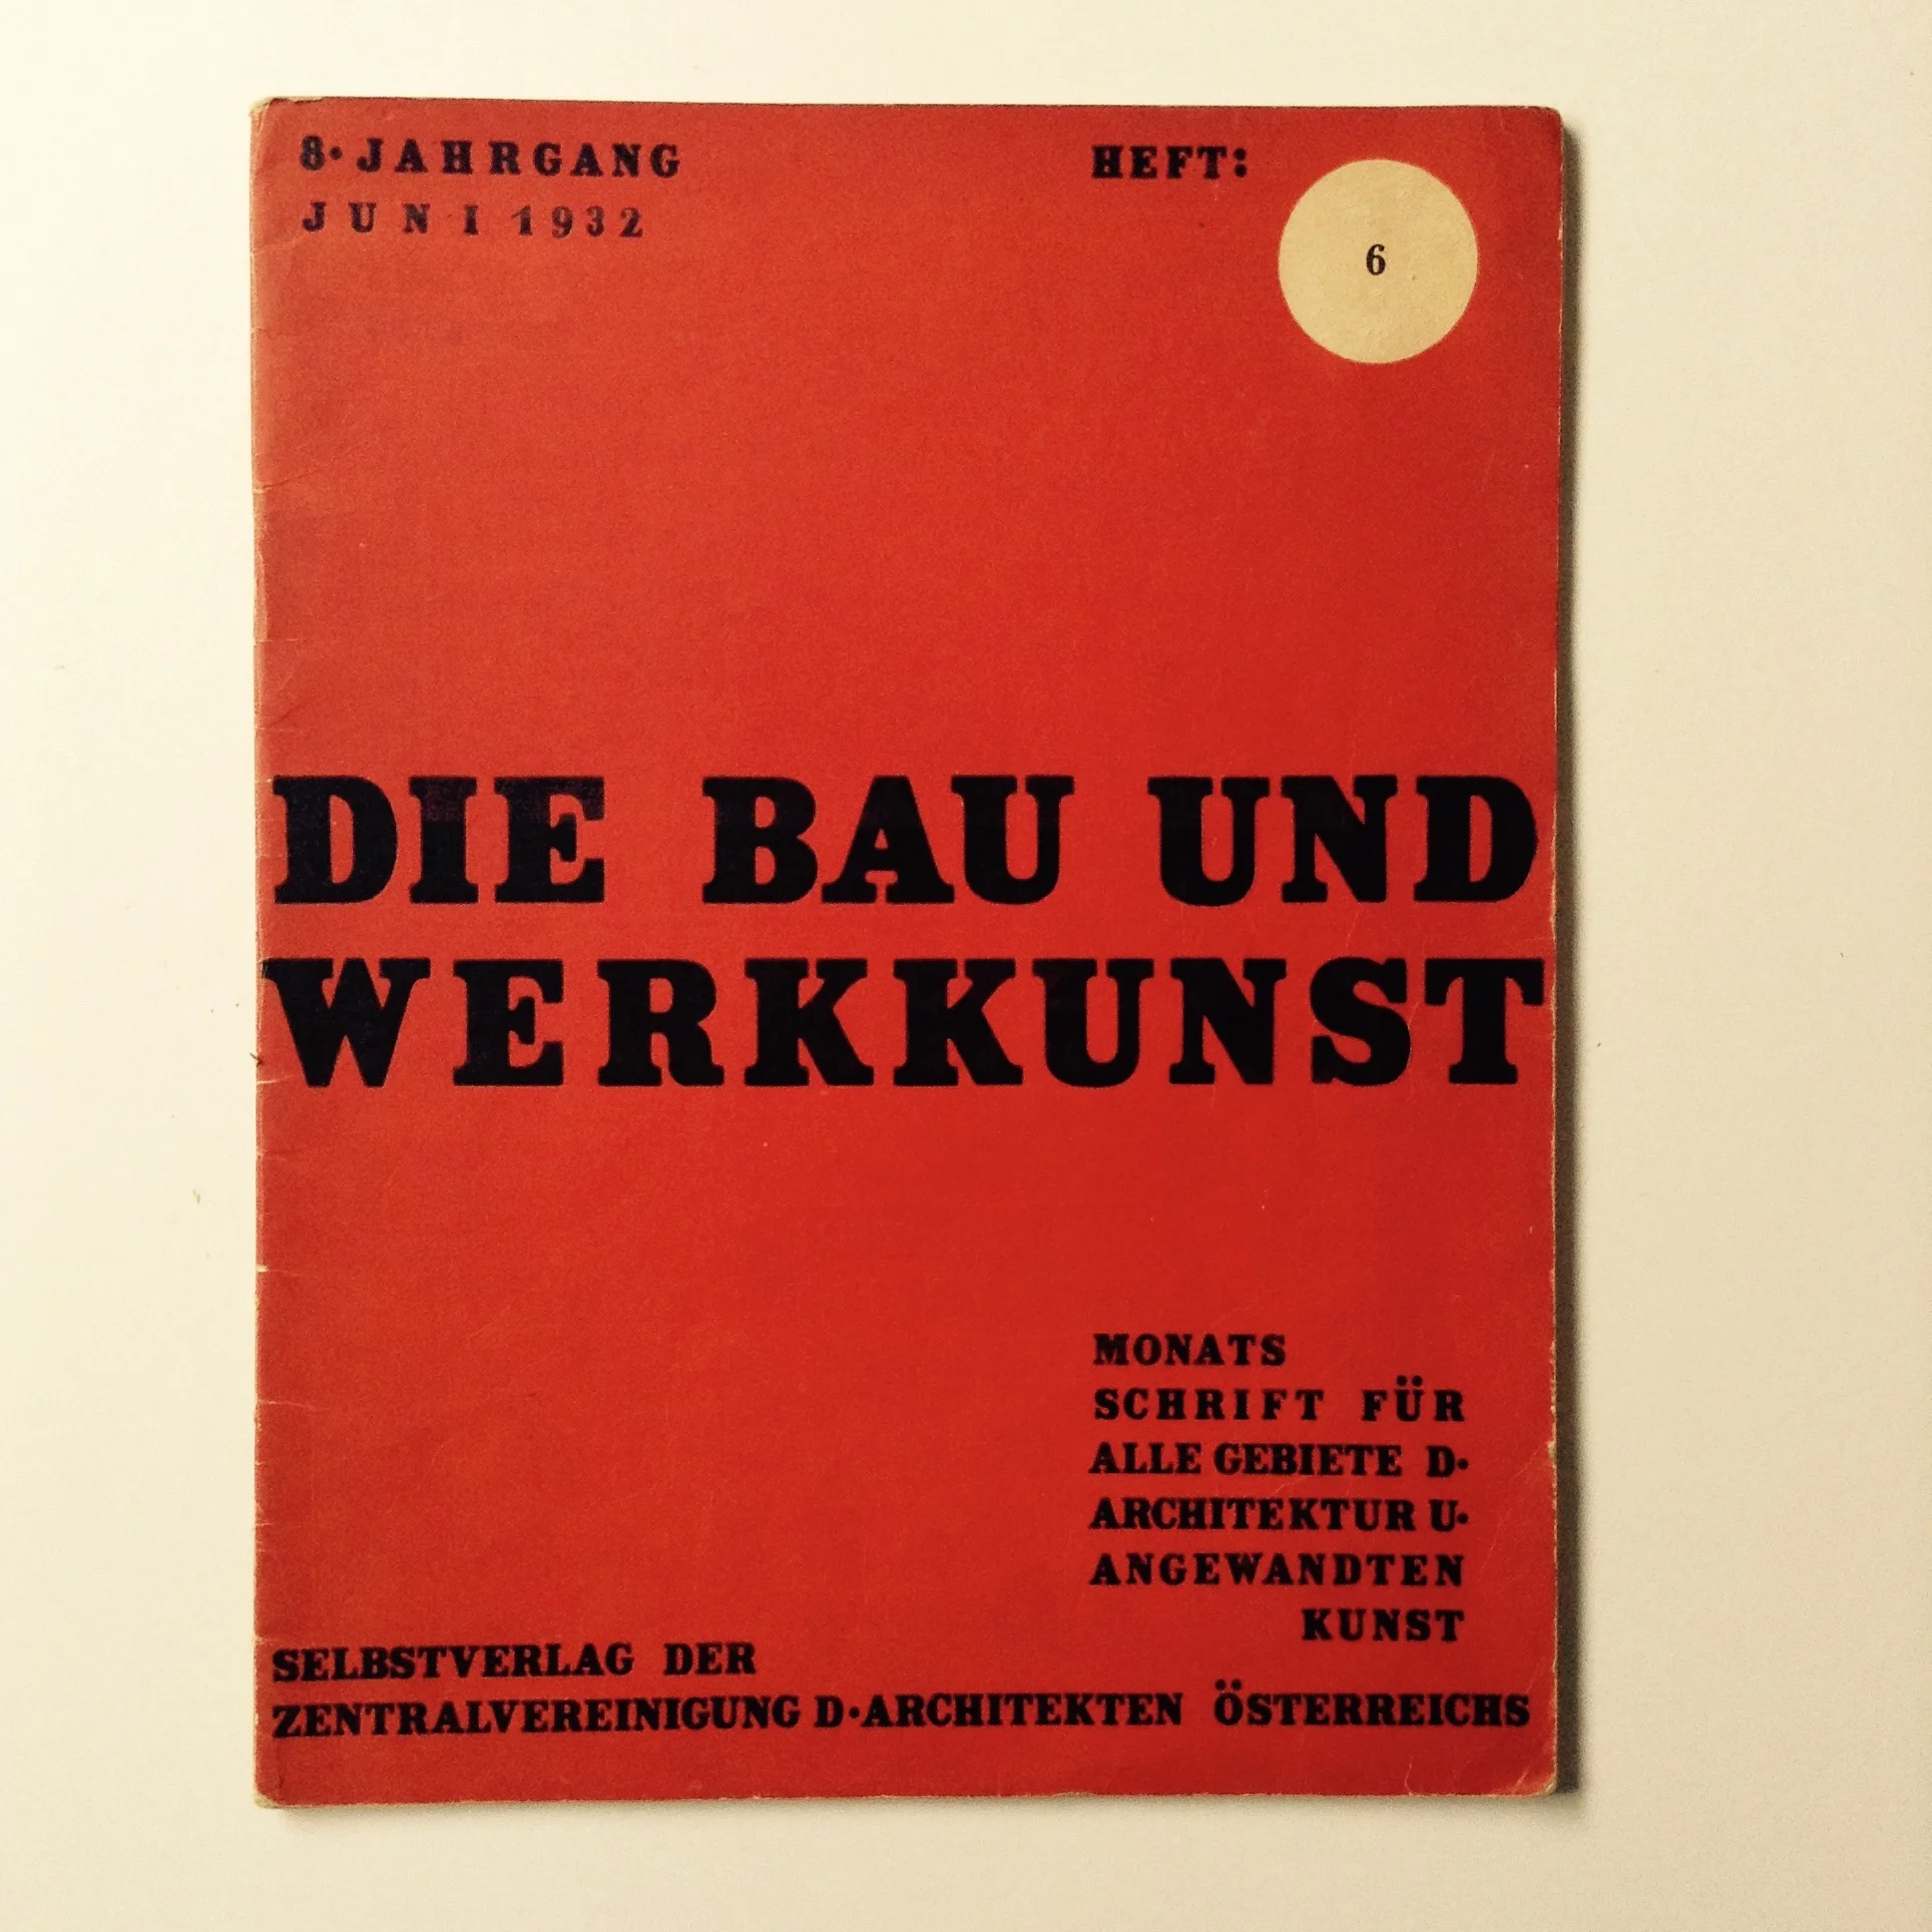 8· JAHRGANG
JUNI 1932
HEFT:
6
DIE BAU UND
WERKKUNST
MONATS
SCHRIFT FÜR
ALLE GEBIETE D·
ARCHITEKTUR U·
ANGEWANDTEN
KUNST
SELBSTVERLAG DER
ZENTRALVEREINIGUNG D·ARCHITEKTEN ÖSTERREICHS